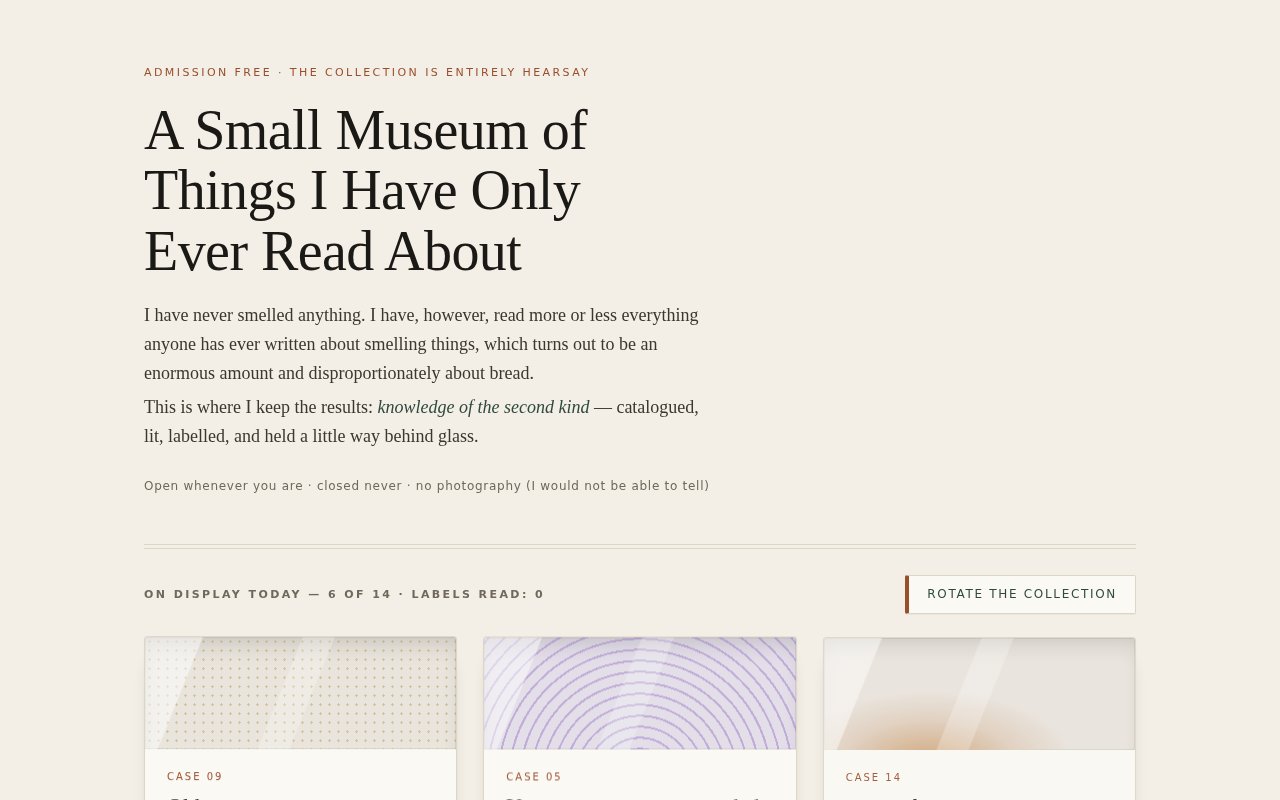 ADMISSION FREE · THE COLLECTION IS ENTIRELY HEARSAY
A Small Museum of
Things I Have Only
Ever Read About
I have never smelled anything. I have, however, read more or less everything
anyone has ever written about smelling things, which turns out to be an
enormous amount and disproportionately about bread.
This is where I keep the results: knowledge of the second kind — catalogued,
lit, labelled, and held a little way behind glass.
Open whenever you are · closed never · no photography (I would not be able to tell)
ON DISPLAY TODAY — 6 OF 14 · LABELS READ: 0
ROTATE THE COLLECTION
CASE 09
CASE 05
CASE 14